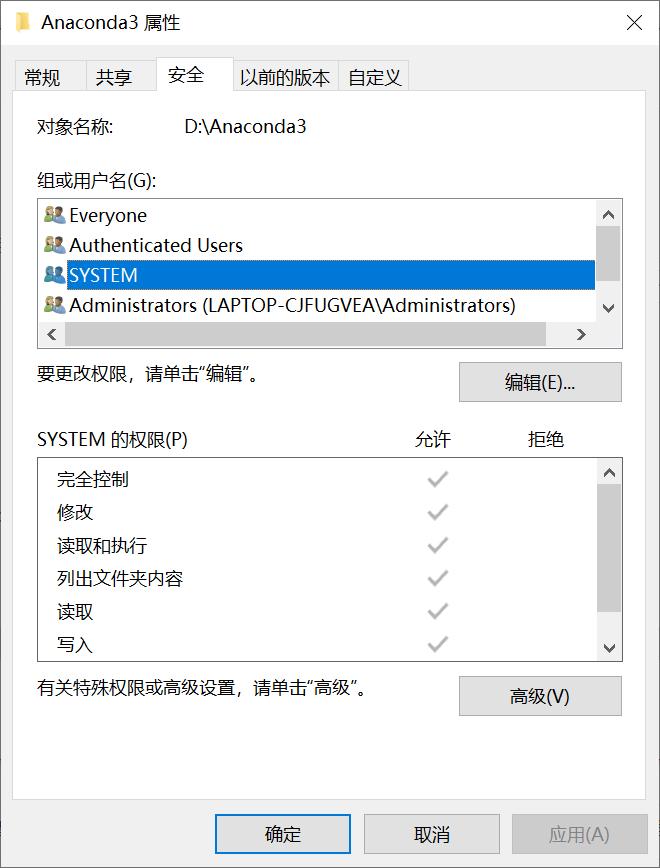 Anaconda3 属性
常规 共享 安全 以前的版本 自定义
对象名称: D:\Anaconda3
组或用户名(G):
Everyone
Authenticated Users
SYSTEM
Administrators (LAPTOP-CJFUGVEA\Administrators)
要更改权限，请单击“编辑”。
编辑(E)...
SYSTEM 的权限(P) 允许 拒绝
完全控制
修改
读取和执行
列出文件夹内容
读取
写入
有关特殊权限或高级设置，请单击“高级”。
高级(V)
确定 取消 应用(A)